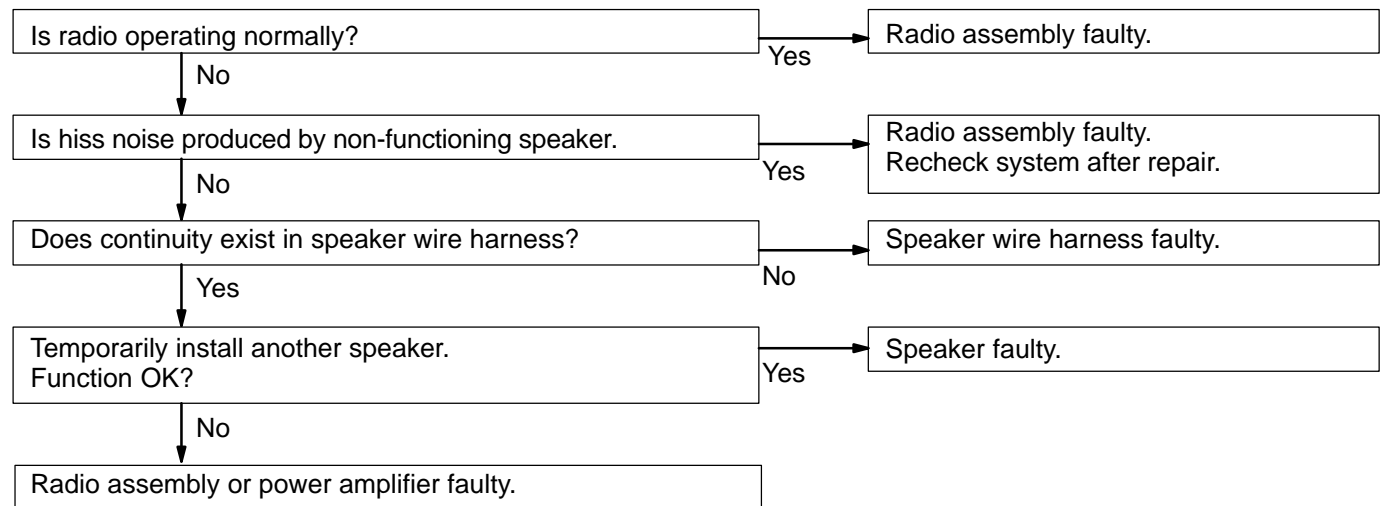 Is radio operating normally?
Yes
Radio assembly faulty.
No
Is hiss noise produced by non-functioning speaker.
Yes
Radio assembly faulty.
Recheck system after repair.
No
Does continuity exist in speaker wire harness?
No
Speaker wire harness faulty.
Yes
Temporarily install another speaker.
Function OK?
Yes
Speaker faulty.
No
Radio assembly or power amplifier faulty.